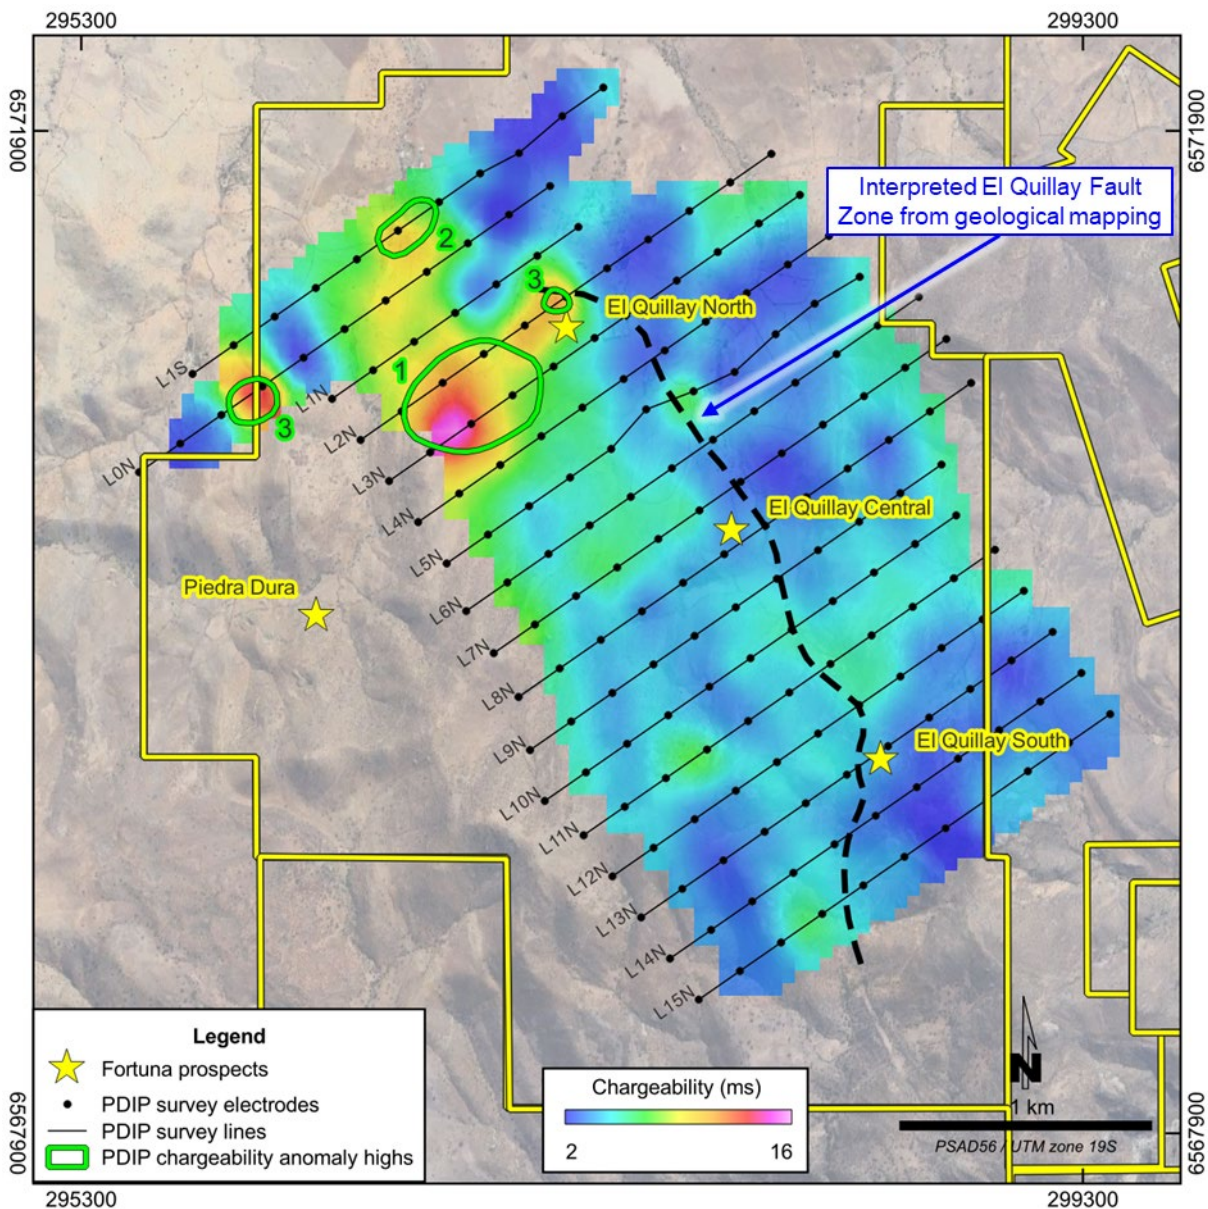 295300
299300
6571900
6571900
Interpreted El Quillay Fault
Zone from geological mapping
2
3
El Quillay North
1
L1S
3
L1N
L0N
L2N
L3N
L4N
El Quillay Central
L5N
Piedra Dura
L6N
L7N
L8N
L9N
El Quillay South
L10N
L11N
L12N
L13N
L14N
L15N
Legend
Fortuna prospects
PDIP survey electrodes
PDIP survey lines
PDIP chargeability anomaly highs
Chargeability (ms)
2
16
N
1 km
PSAD56 / UTM zone 19S
6567900
6567900
295300
299300